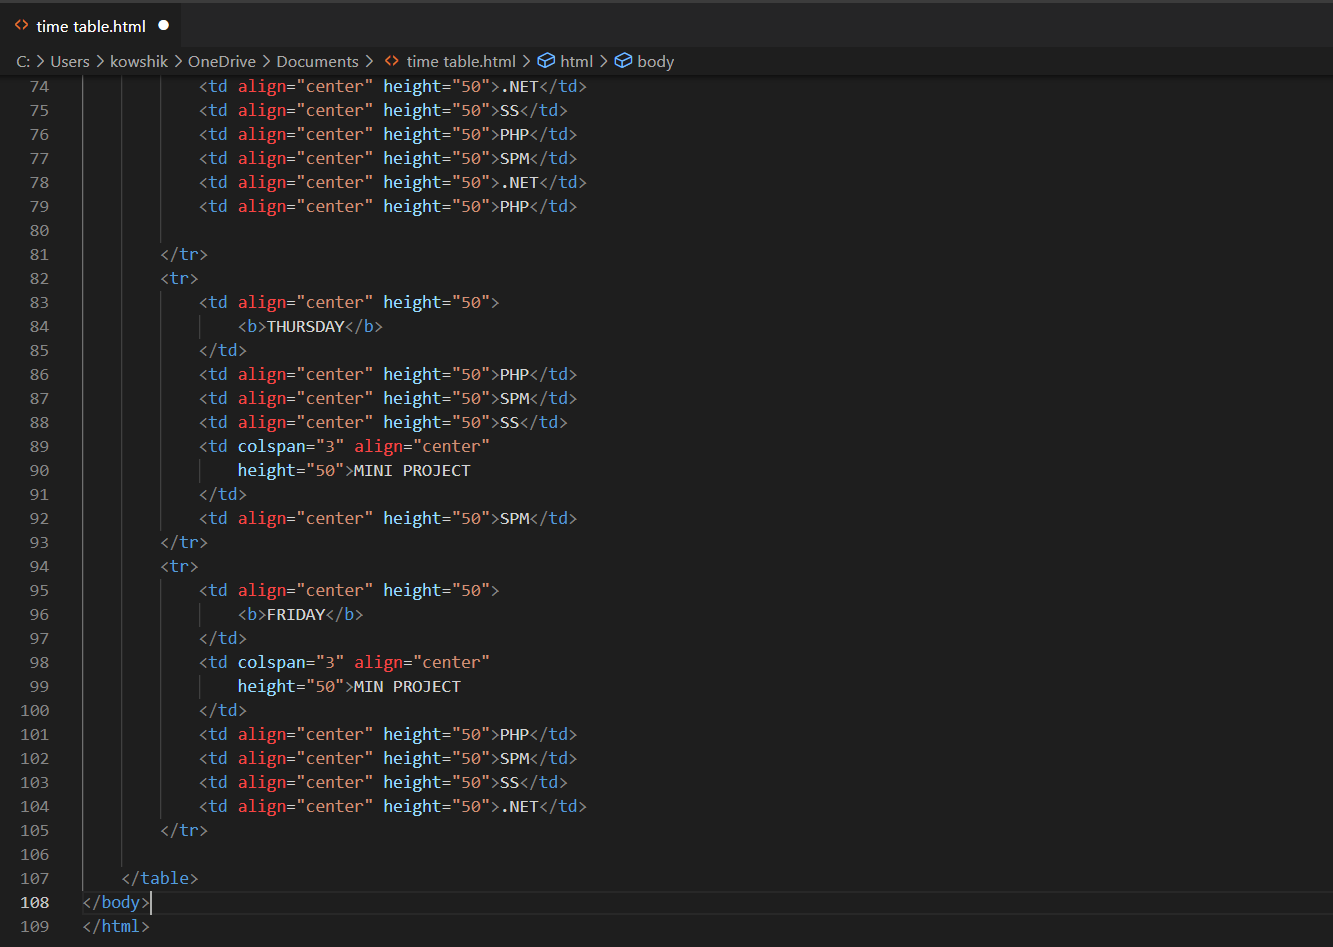 time table.html
C: > Users > kowshik > OneDrive > Documents > time table.html > html > body
74 <td align="center" height="50">.NET</td>
75 <td align="center" height="50">SS</td>
76 <td align="center" height="50">PHP</td>
77 <td align="center" height="50">SPM</td>
78 <td align="center" height="50">.NET</td>
79 <td align="center" height="50">PHP</td>
80
81 </tr>
82 <tr>
83 <td align="center" height="50">
84 <b>THURSDAY</b>
85 </td>
86 <td align="center" height="50">PHP</td>
87 <td align="center" height="50">SPM</td>
88 <td align="center" height="50">SS</td>
89 <td colspan="3" align="center"
90 height="50">MINI PROJECT
91 </td>
92 <td align="center" height="50">SPM</td>
93 </tr>
94 <tr>
95 <td align="center" height="50">
96 <b>FRIDAY</b>
97 </td>
98 <td colspan="3" align="center"
99 height="50">MIN PROJECT
100 </td>
101 <td align="center" height="50">PHP</td>
102 <td align="center" height="50">SPM</td>
103 <td align="center" height="50">SS</td>
104 <td align="center" height="50">.NET</td>
105 </tr>
106
107 </table>
108 </body>
109 </html>